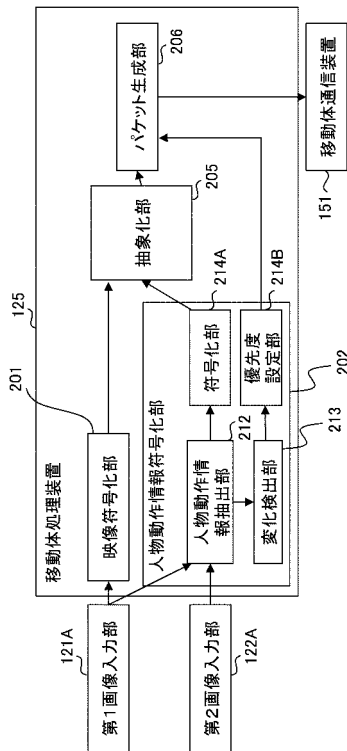 125
移動体処理装置
201
映像符号化部
抽象化部
205
パケット生成部
206
人物動作情報符号化部
214A
符号化部
人物動作情
報抽出部
212
214B
優先度
設定部
変化検出部
213
202
第1画像入力部
121A
第2画像入力部
122A
151
移動体通信装置